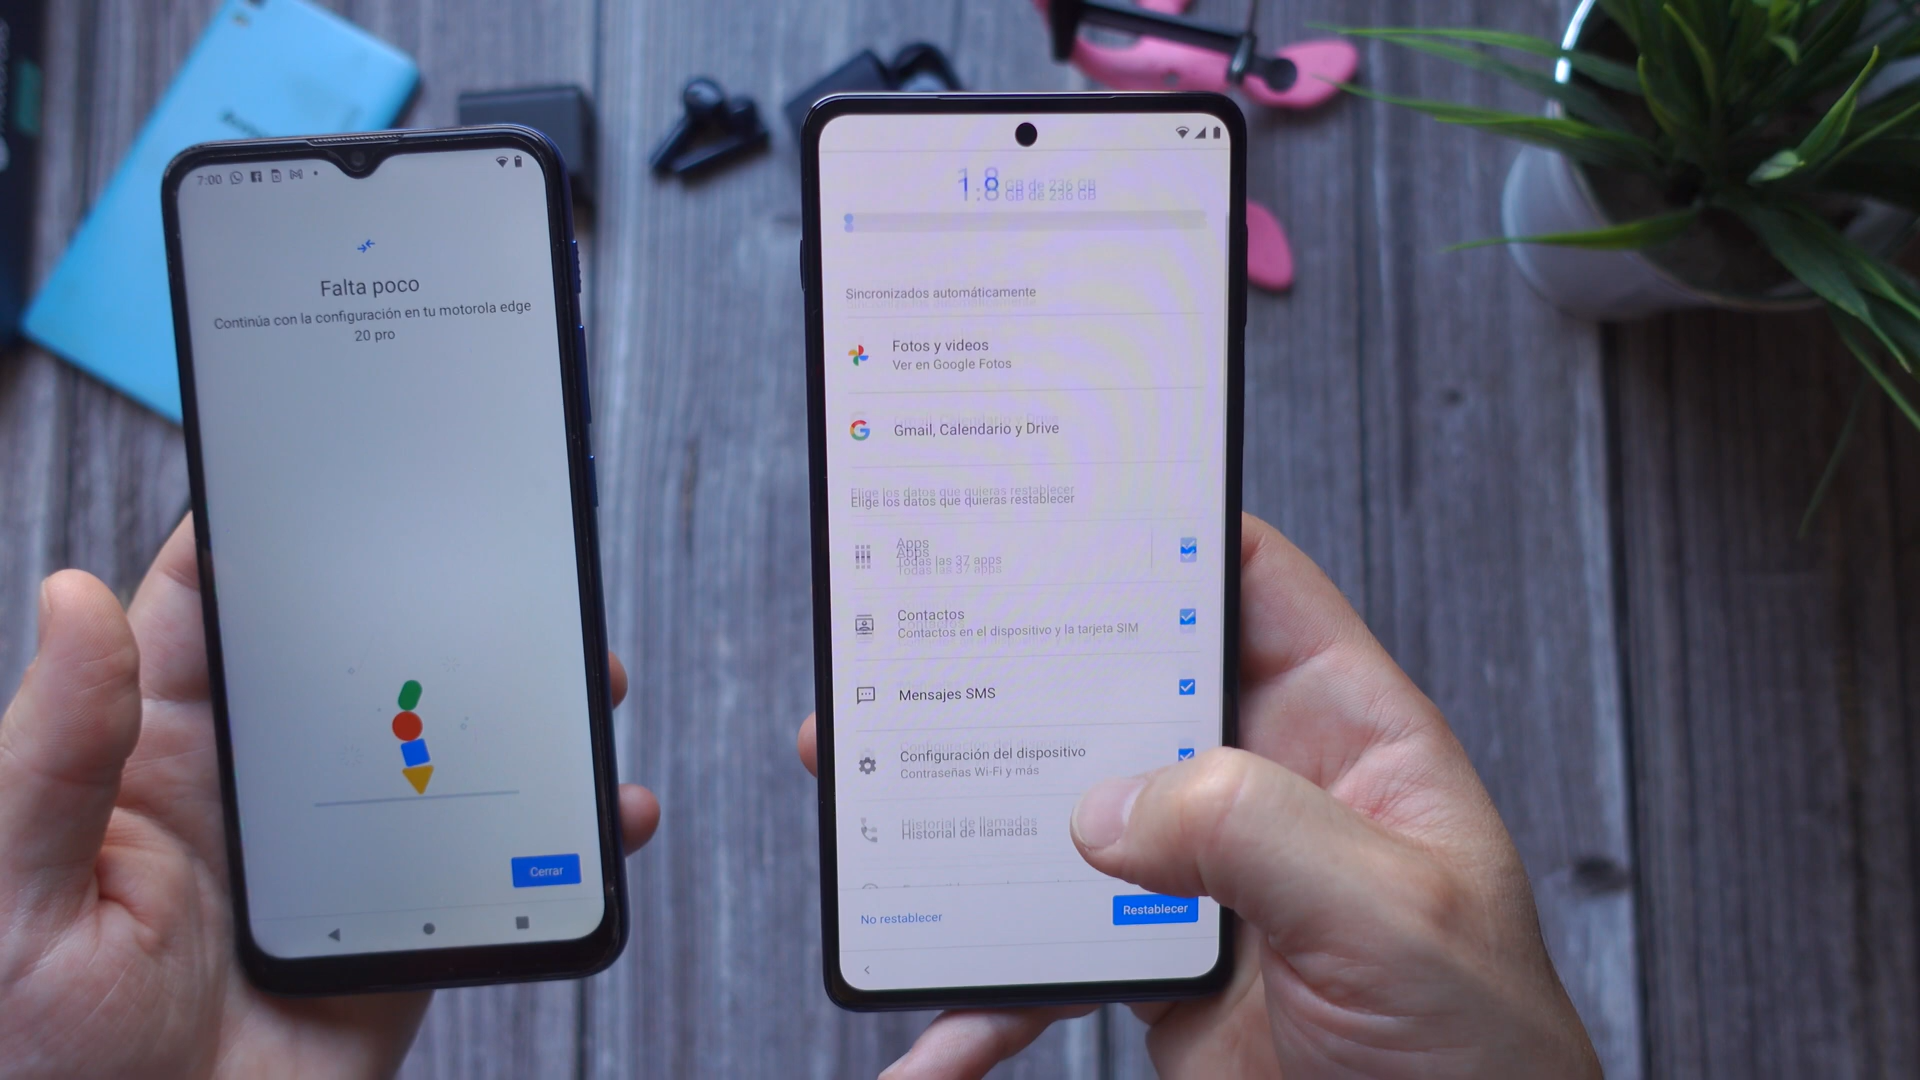 7:00
Falta poco
Continúa con la configuración en tu motorola edge
20 pro
Cerrar
1.8 GB de 236 GB
Sincronizados automáticamente
Fotos y videos
Ver en Google Fotos
Gmail, Calendario y Drive
Elige los datos que quieras restablecer
Apps
Todas las 37 apps
Contactos
Contactos en el dispositivo y la tarjeta SIM
Mensajes SMS
Configuración del dispositivo
Contraseñas Wi-Fi y más
Historial de llamadas
No restablecer
Restablecer